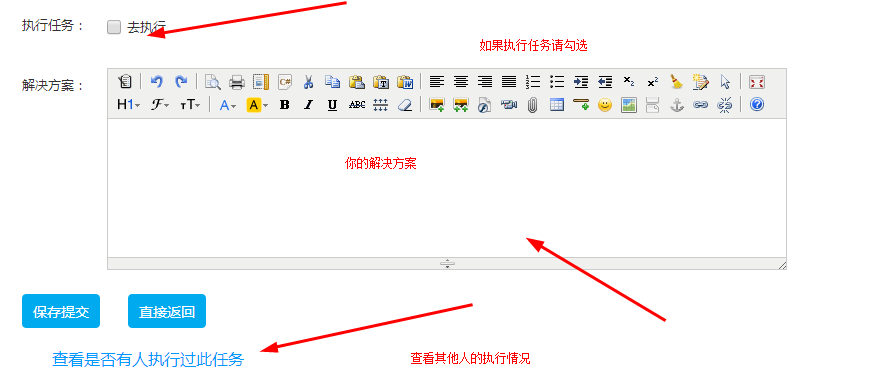 执行任务：
去执行
如果执行任务请勾选
解决方案：
H1 ℱ тT A A B I U ABC
你的解决方案
保存提交
直接返回
查看是否有人执行过此任务
查看其他人的执行情况